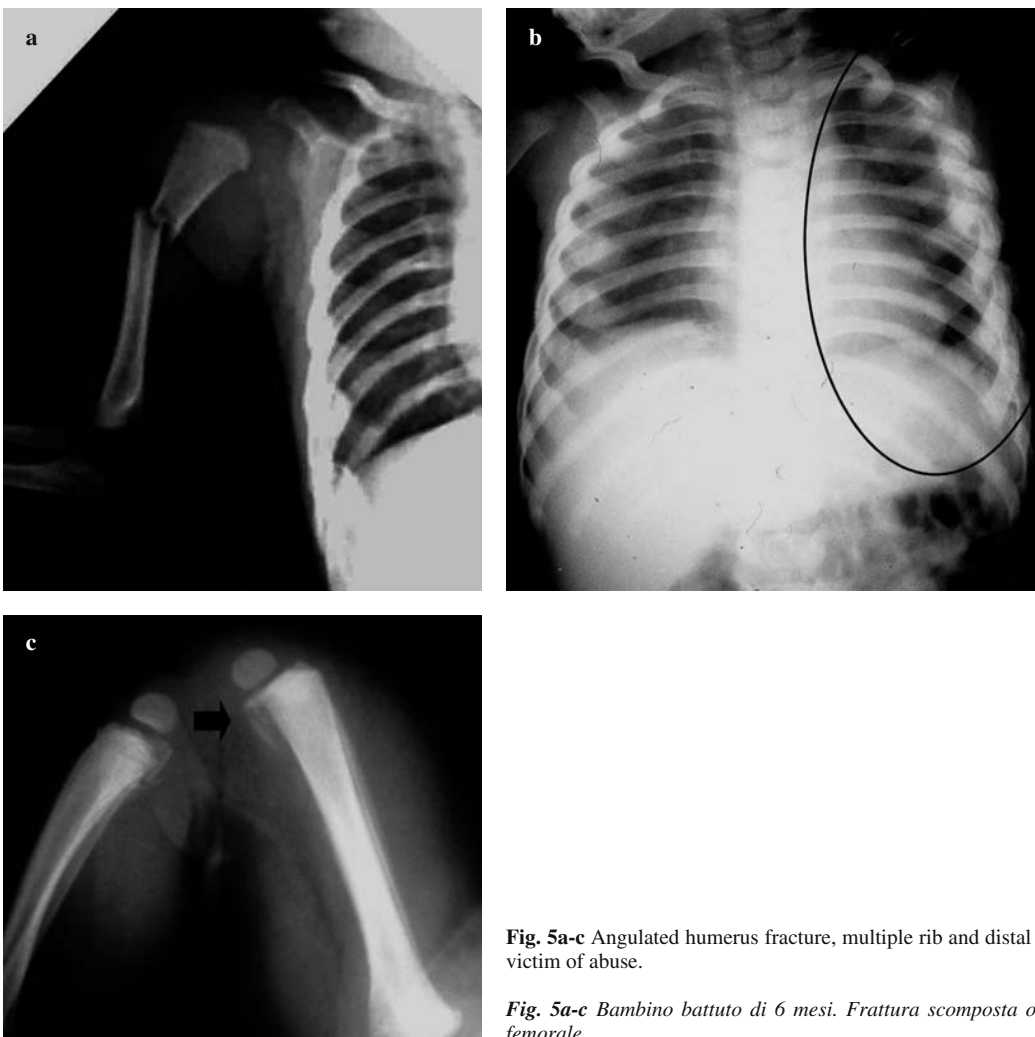 a
b
c
Fig. 5a-c Angulated humerus fracture, multiple rib and distal
victim of abuse.
Fig. 5a-c Bambino battuto di 6 mesi. Frattura scomposta o
femorale